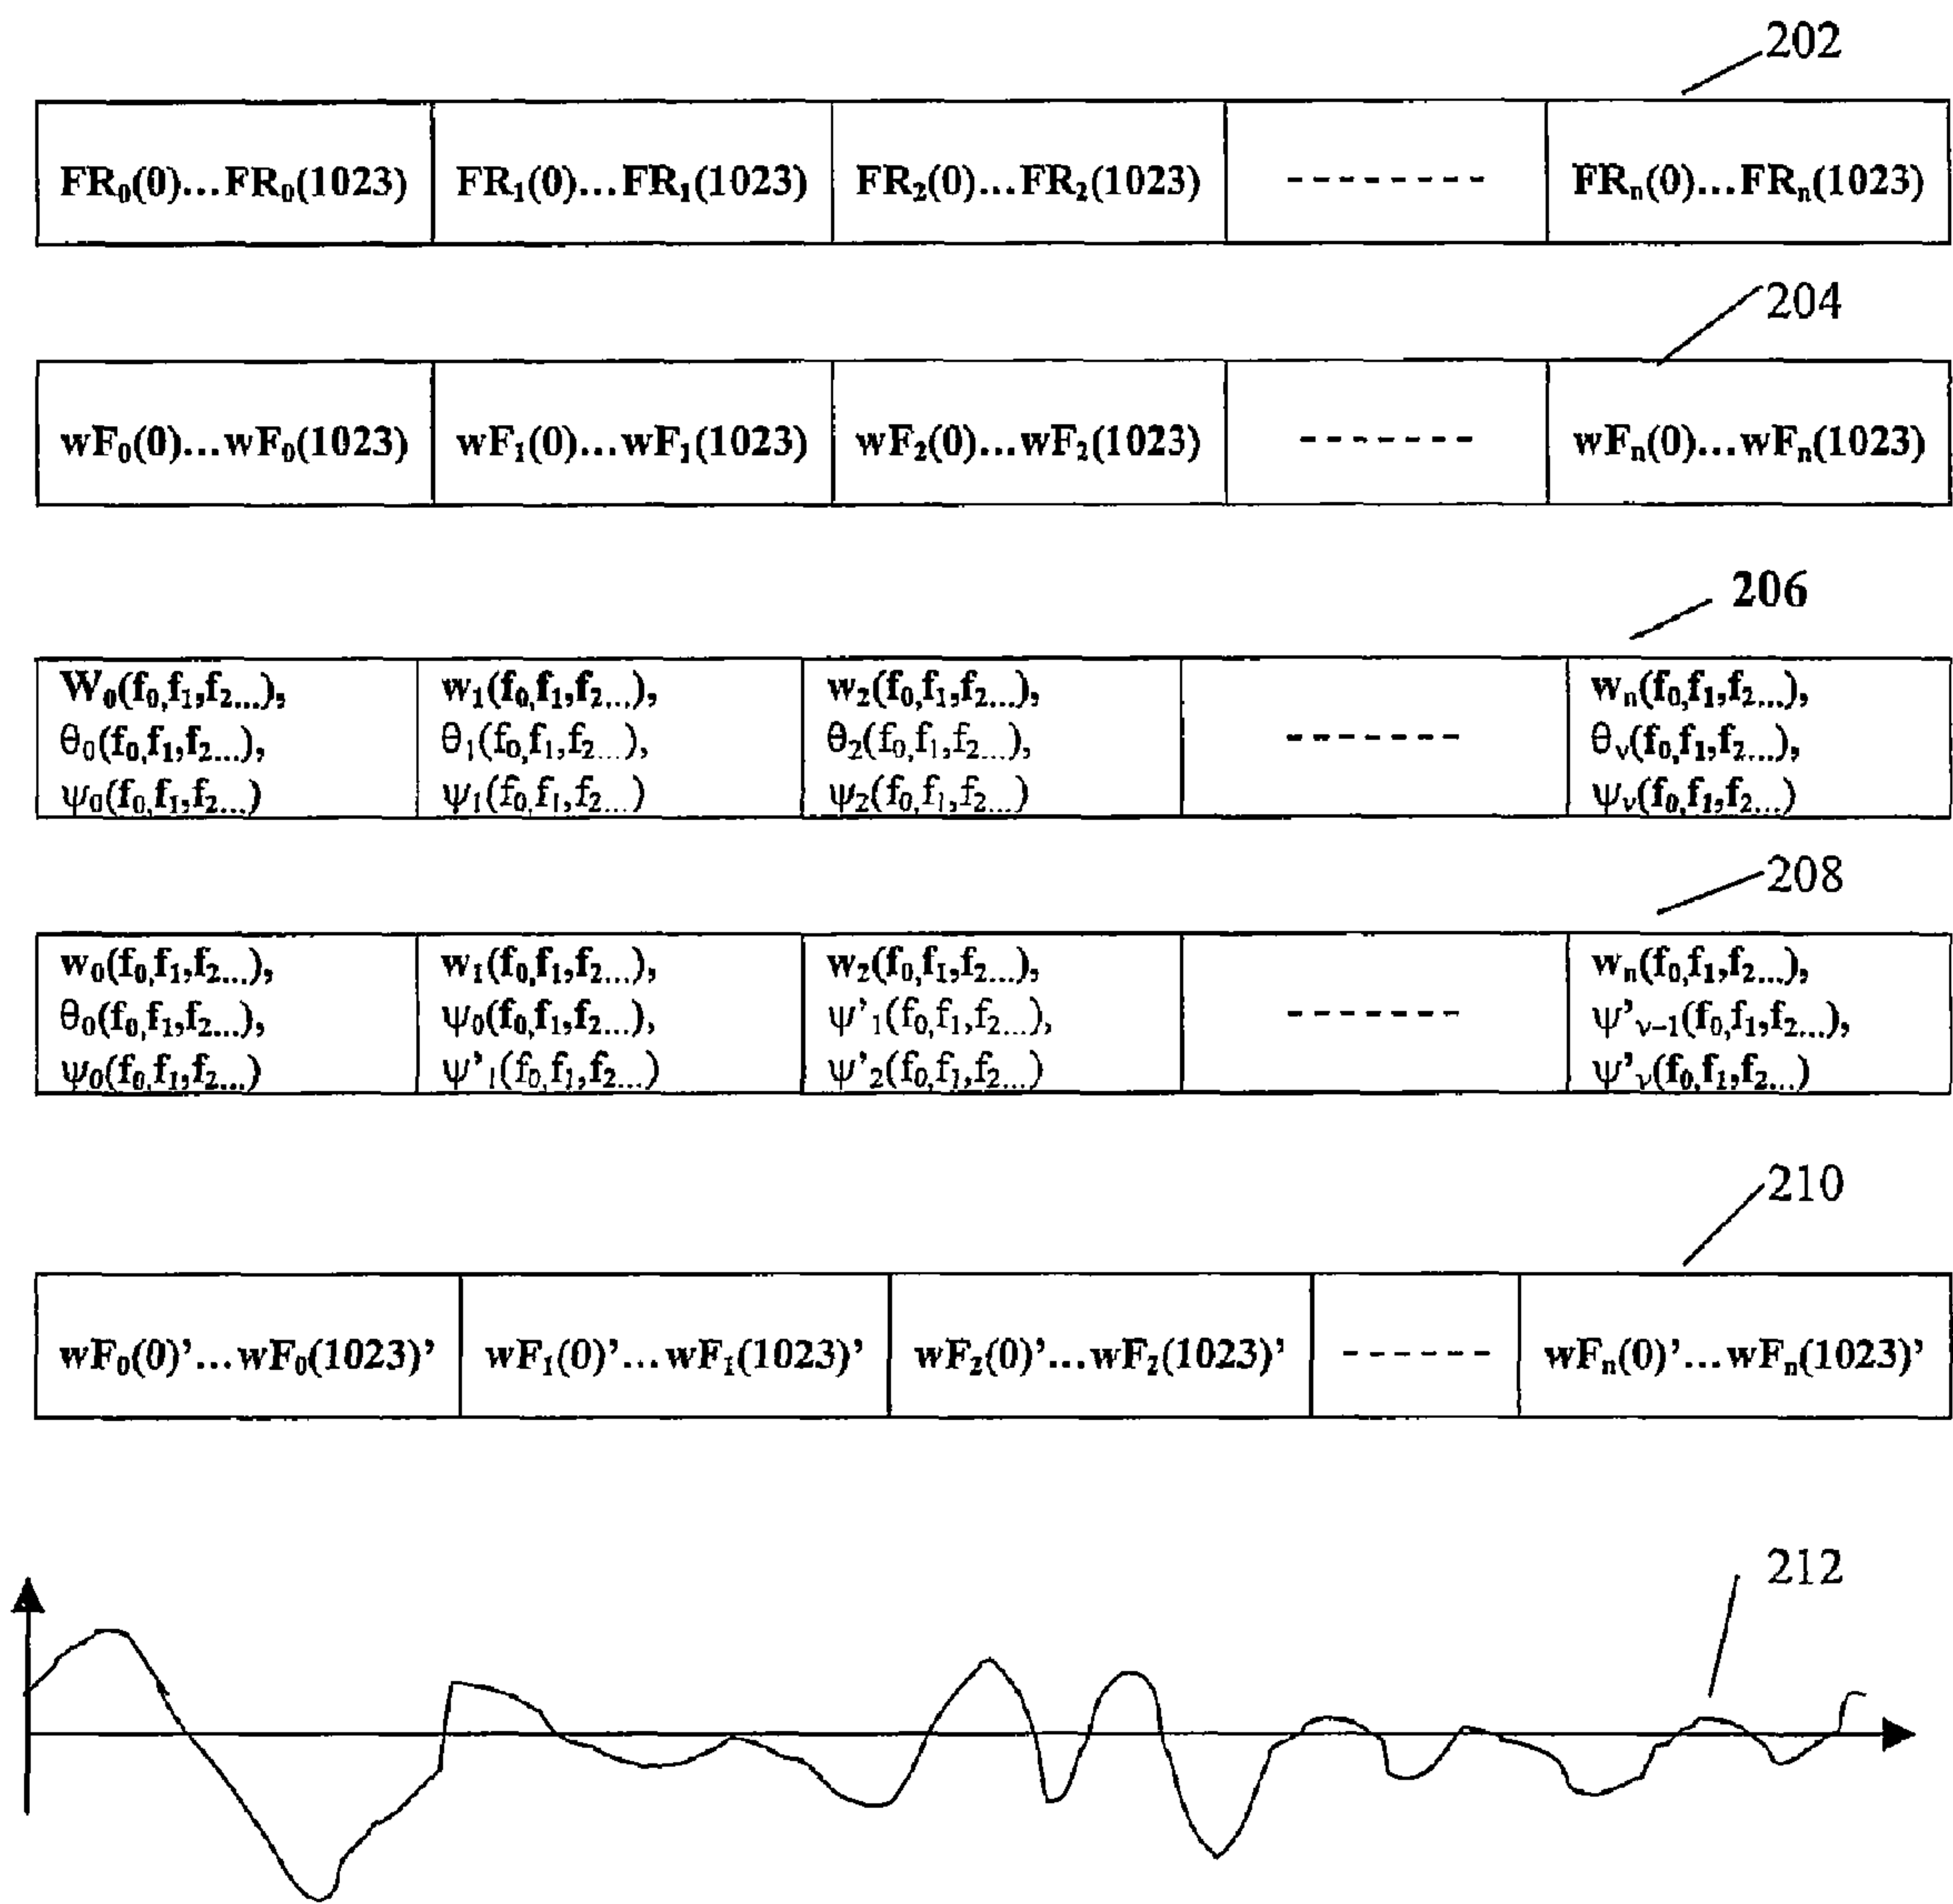 202
FR₀(0)...FR₀(1023) FR₁(0)...FR₁(1023) FR₂(0)...FR₂(1023) -------- FRₙ(0)...FRₙ(1023)
204
wF₀(0)...wF₀(1023) wF₁(0)...wF₁(1023) wF₂(0)...wF₂(1023) ------- wFₙ(0)...wFₙ(1023)
206
W₀(f₀,f₁,f₂...), w₁(f₀,f₁,f₂...), w₂(f₀,f₁,f₂...), wₙ(f₀,f₁,f₂...),
θ₀(f₀,f₁,f₂...), θ₁(f₀,f₁,f₂...), θ₂(f₀,f₁,f₂...), ------- θᵥ(f₀,f₁,f₂...),
ψ₀(f₀,f₁,f₂...) ψ₁(f₀,f₁,f₂...) ψ₂(f₀,f₁,f₂...) ψᵥ(f₀,f₁,f₂...)
208
w₀(f₀,f₁,f₂...), w₁(f₀,f₁,f₂...), w₂(f₀,f₁,f₂...), wₙ(f₀,f₁,f₂...),
θ₀(f₀,f₁,f₂...), ψ₀(f₀,f₁,f₂...), ψ'₁(f₀,f₁,f₂...), ------- ψ'ᵥ₋₁(f₀,f₁,f₂...),
ψ₀(f₀,f₁,f₂...) ψ'₁(f₀,f₁,f₂...) ψ'₂(f₀,f₁,f₂...) ψ'ᵥ(f₀,f₁,f₂...)
210
wF₀(0)'...wF₀(1023)' wF₁(0)'...wF₁(1023)' wF₂(0)'...wF₂(1023)' ------ wFₙ(0)'...wFₙ(1023)'
212